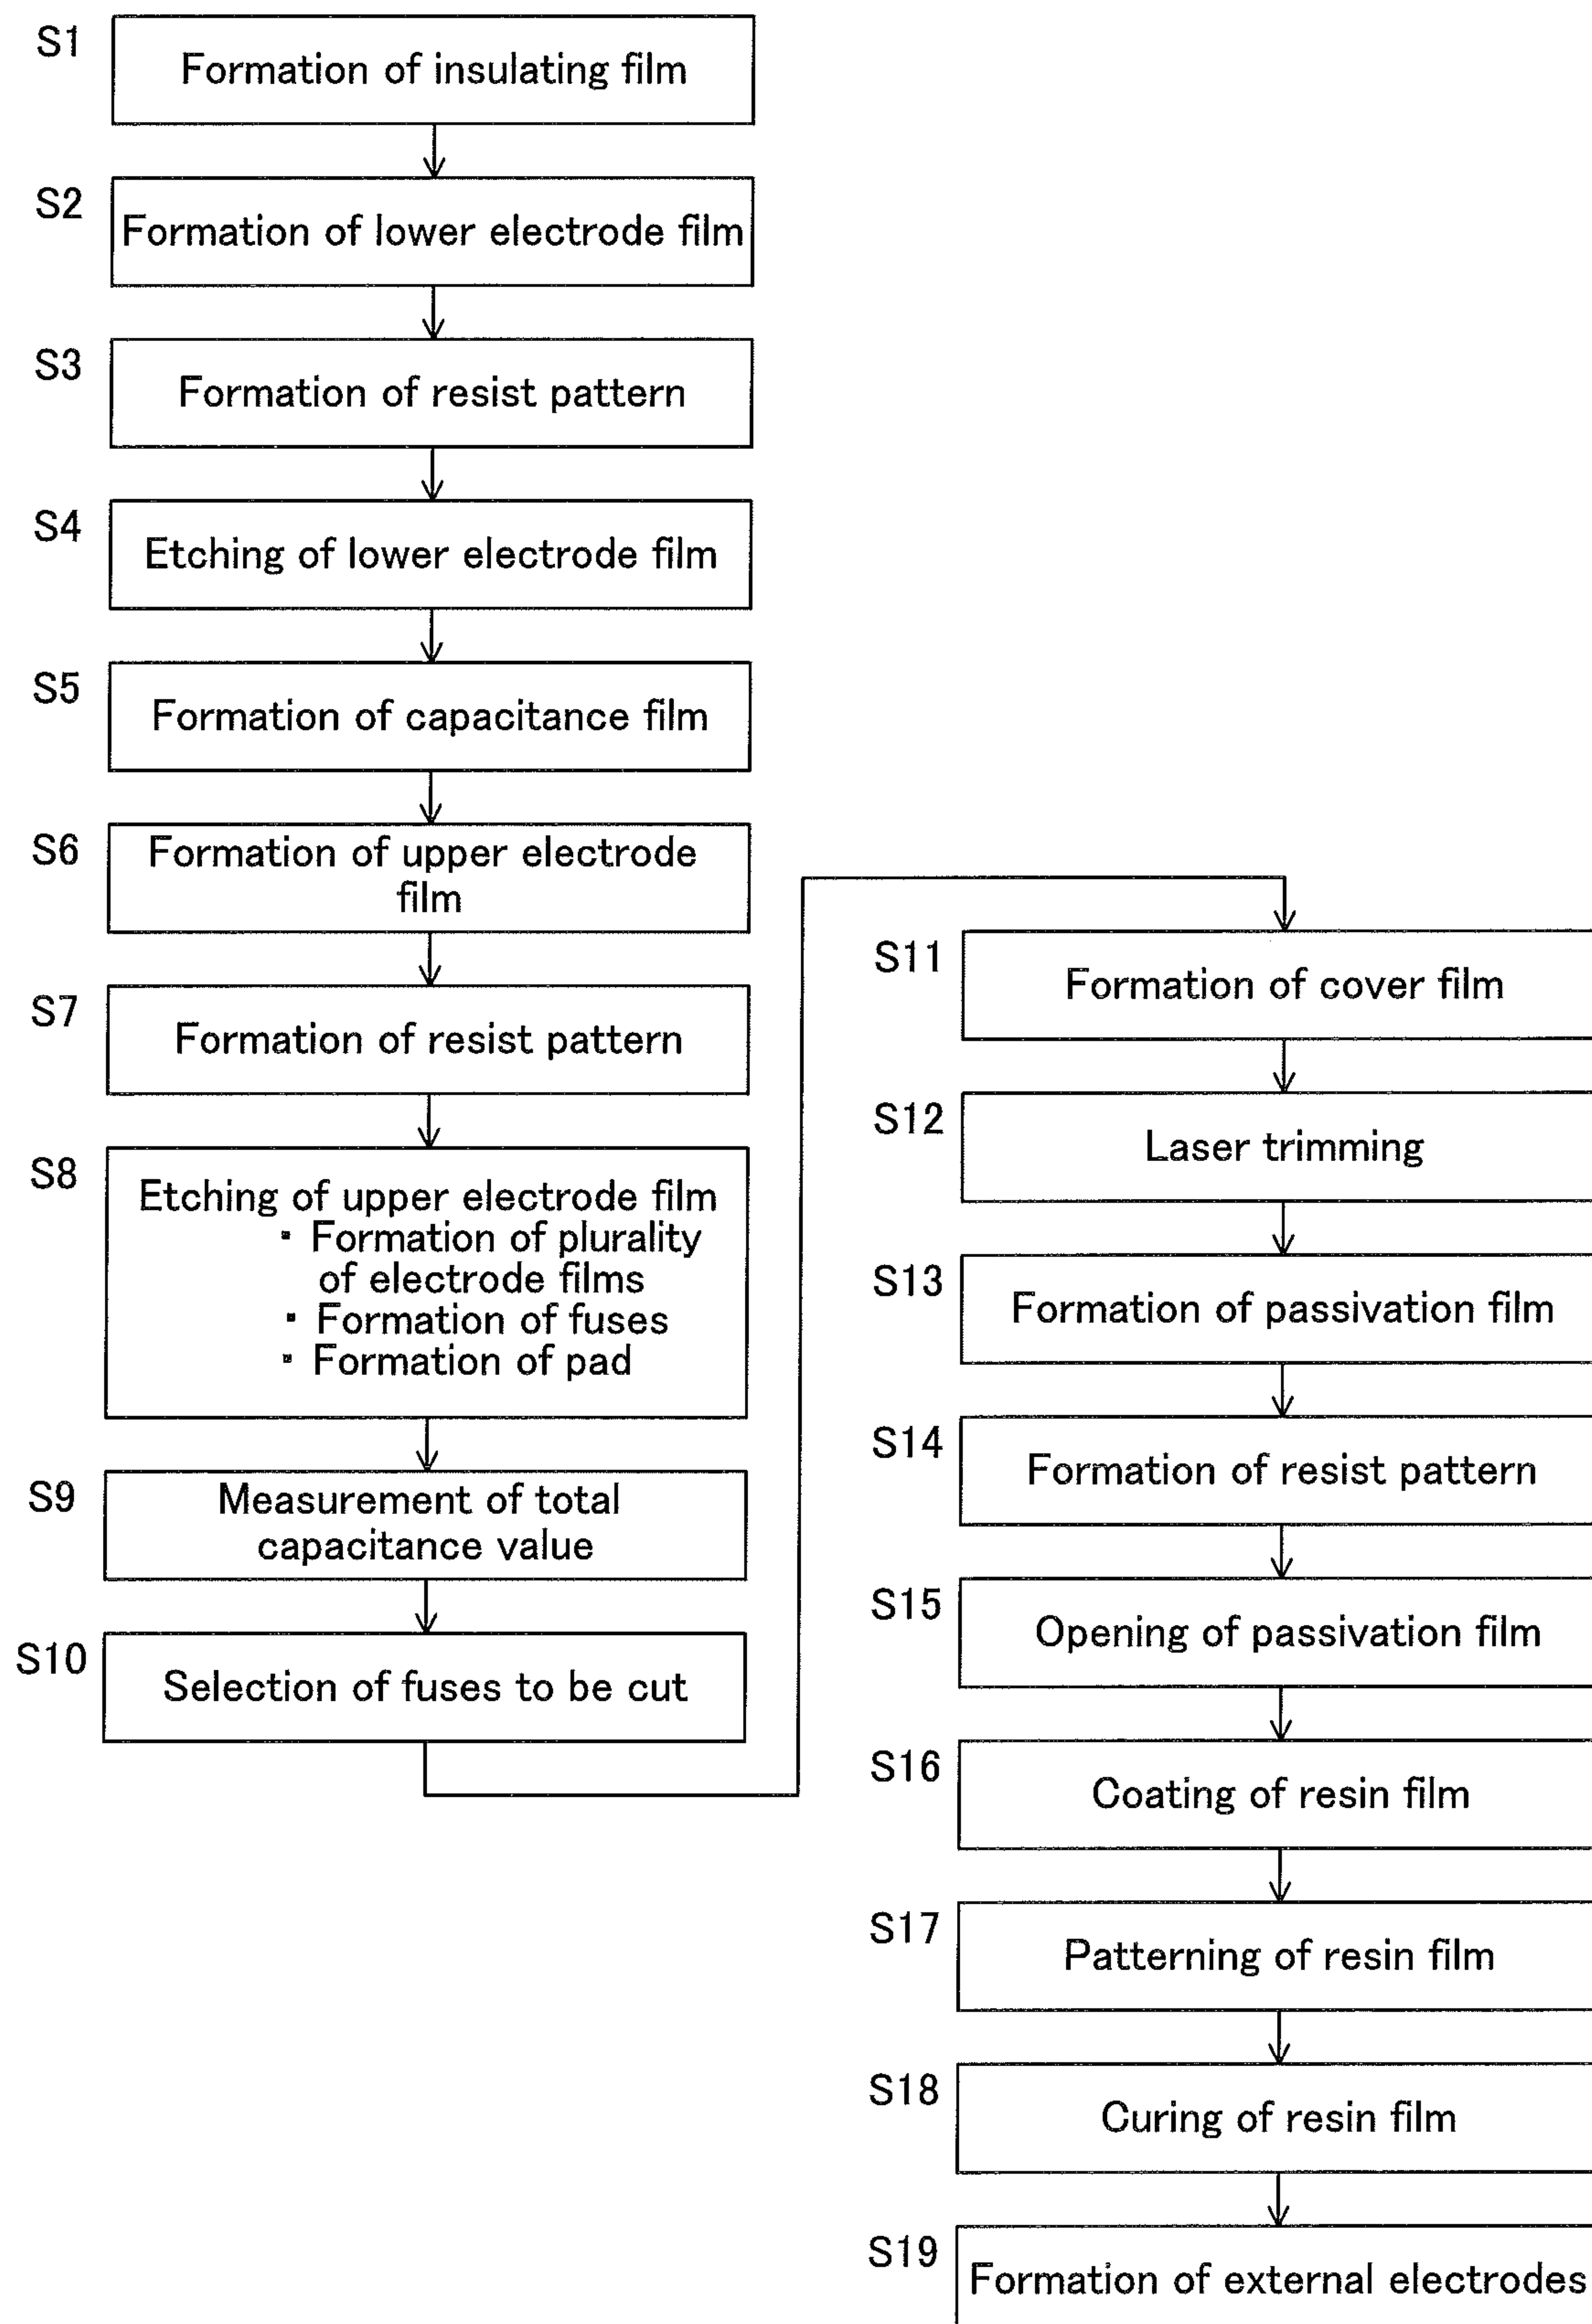 S1
Formation of insulating film
S2
Formation of lower electrode film
S3
Formation of resist pattern
S4
Etching of lower electrode film
S5
Formation of capacitance film
S6
Formation of upper electrode
film
S7
Formation of resist pattern
S8
Etching of upper electrode film
▪ Formation of plurality
of electrode films
▪ Formation of fuses
▪ Formation of pad
S9
Measurement of total
capacitance value
S10
Selection of fuses to be cut
S11
Formation of cover film
S12
Laser trimming
S13
Formation of passivation film
S14
Formation of resist pattern
S15
Opening of passivation film
S16
Coating of resin film
S17
Patterning of resin film
S18
Curing of resin film
S19
Formation of external electrodes